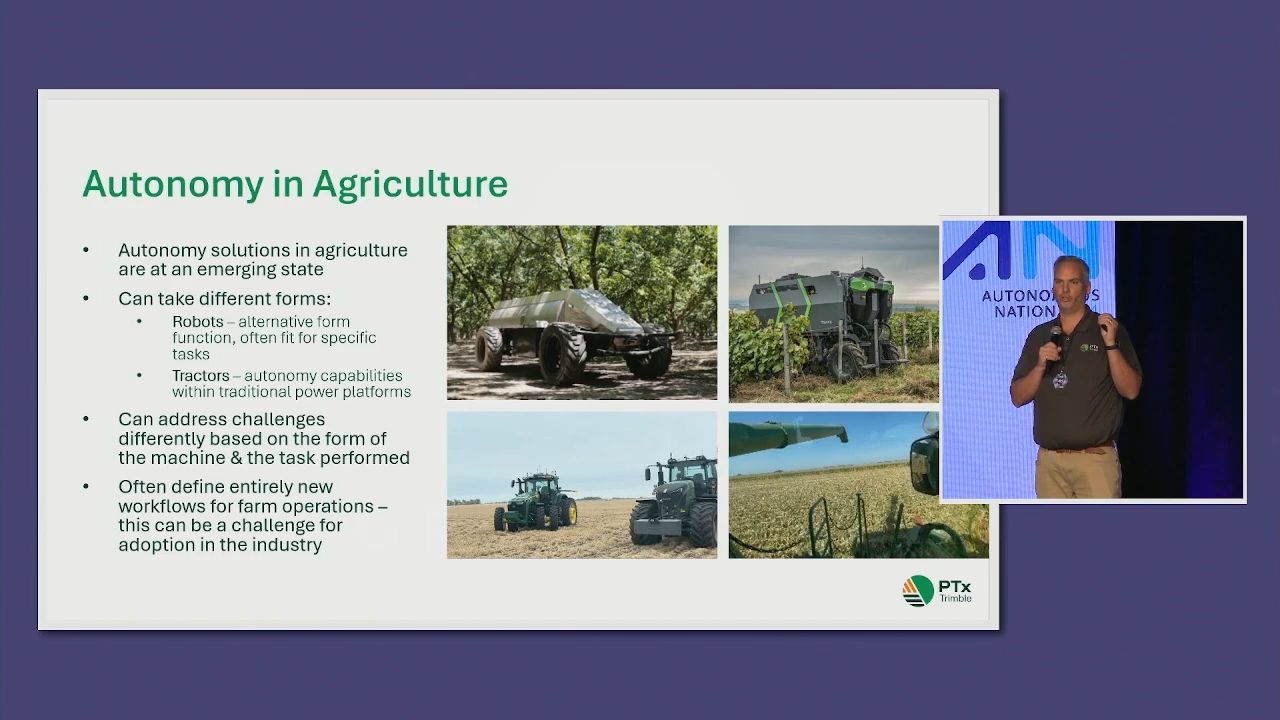 Autonomy in Agriculture
• Autonomy solutions in agriculture
are at an emerging state
• Can take different forms:
• Robots – alternative form
function, often fit for specific
tasks
• Tractors – autonomy capabilities
within traditional power platforms
• Can address challenges
differently based on the form of
the machine & the task performed
• Often define entirely new
workflows for farm operations –
this can be a challenge for
adoption in the industry
PTx
Trimble
AN
NATION